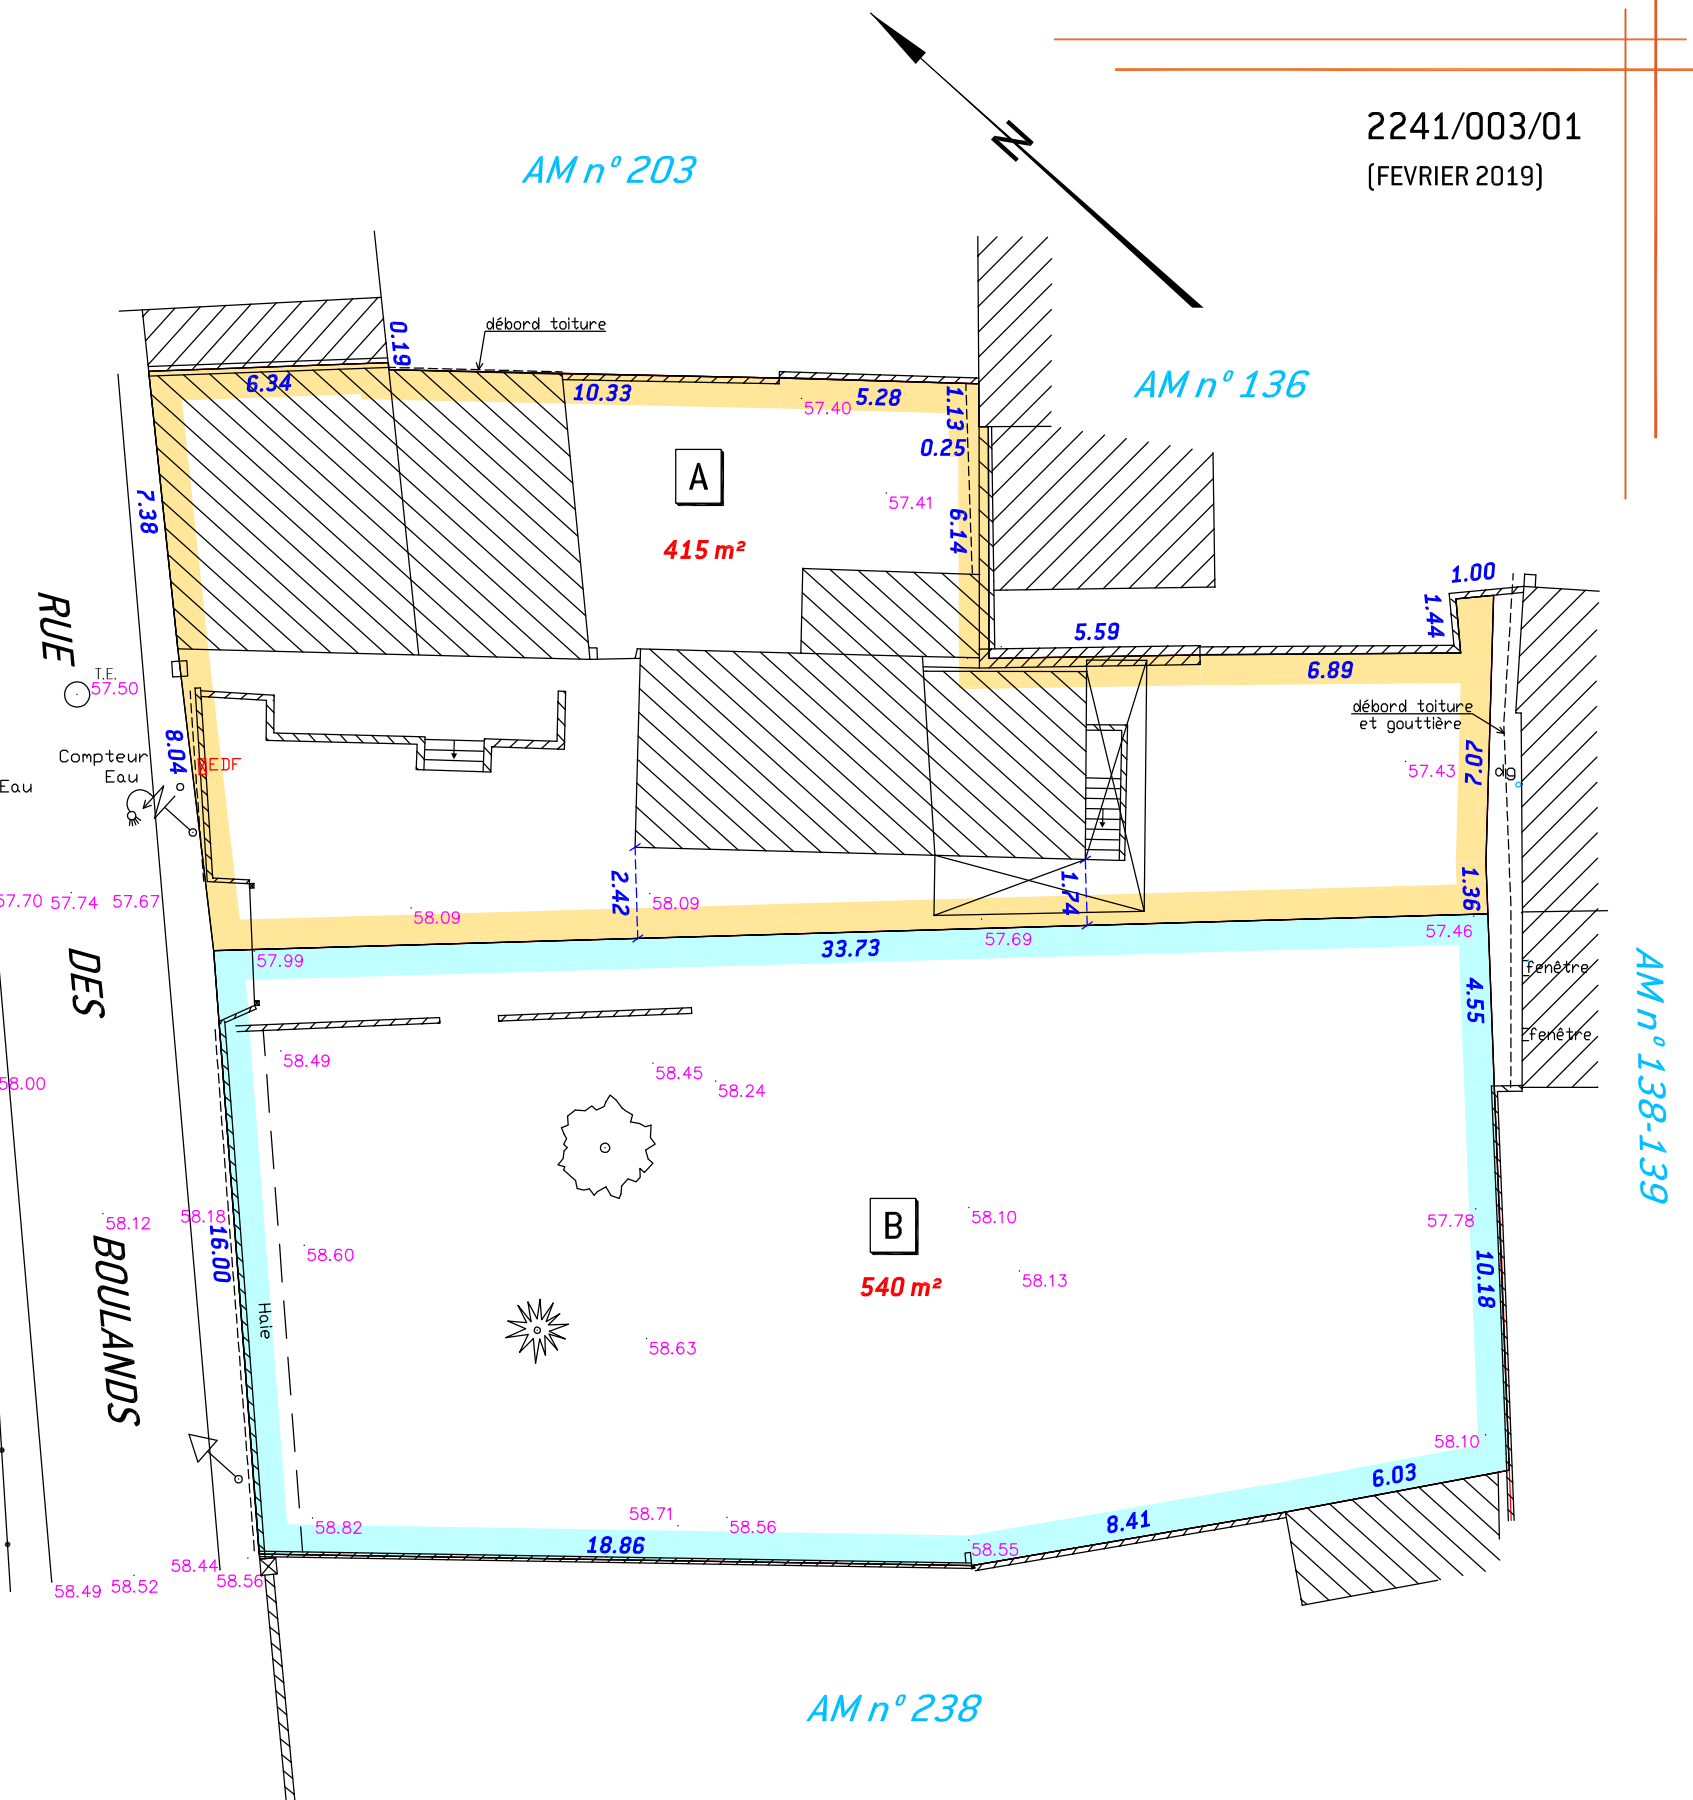 2241/003/01
(FEVRIER 2019)
N
AM n° 203
AM n° 136
débord toiture
0.19
6.34
10.33
5.28
1.13
0.25
57.40
57.41
6.14
A
415 m²
7.38
1.00
1.44
5.59
6.89
RUE
T.E.
57.50
débord toiture
et gouttière
7.07
57.43
dg
8.04
EDF
Compteur
Eau
Eau
2.42
1.74
1.36
57.70
57.74
57.67
58.09
58.09
57.69
57.46
33.73
57.99
DES
fenêtre
4.55
fenêtre
AM n° 138-139
58.49
58.45
58.24
58.00
58.12
58.18
16.00
58.60
B
540 m²
58.10
58.13
57.78
10.18
BOULANDS
Haie
58.63
58.10
6.03
8.41
58.82
58.71
58.56
18.86
58.55
58.44
58.56
58.49
58.52
AM n° 238